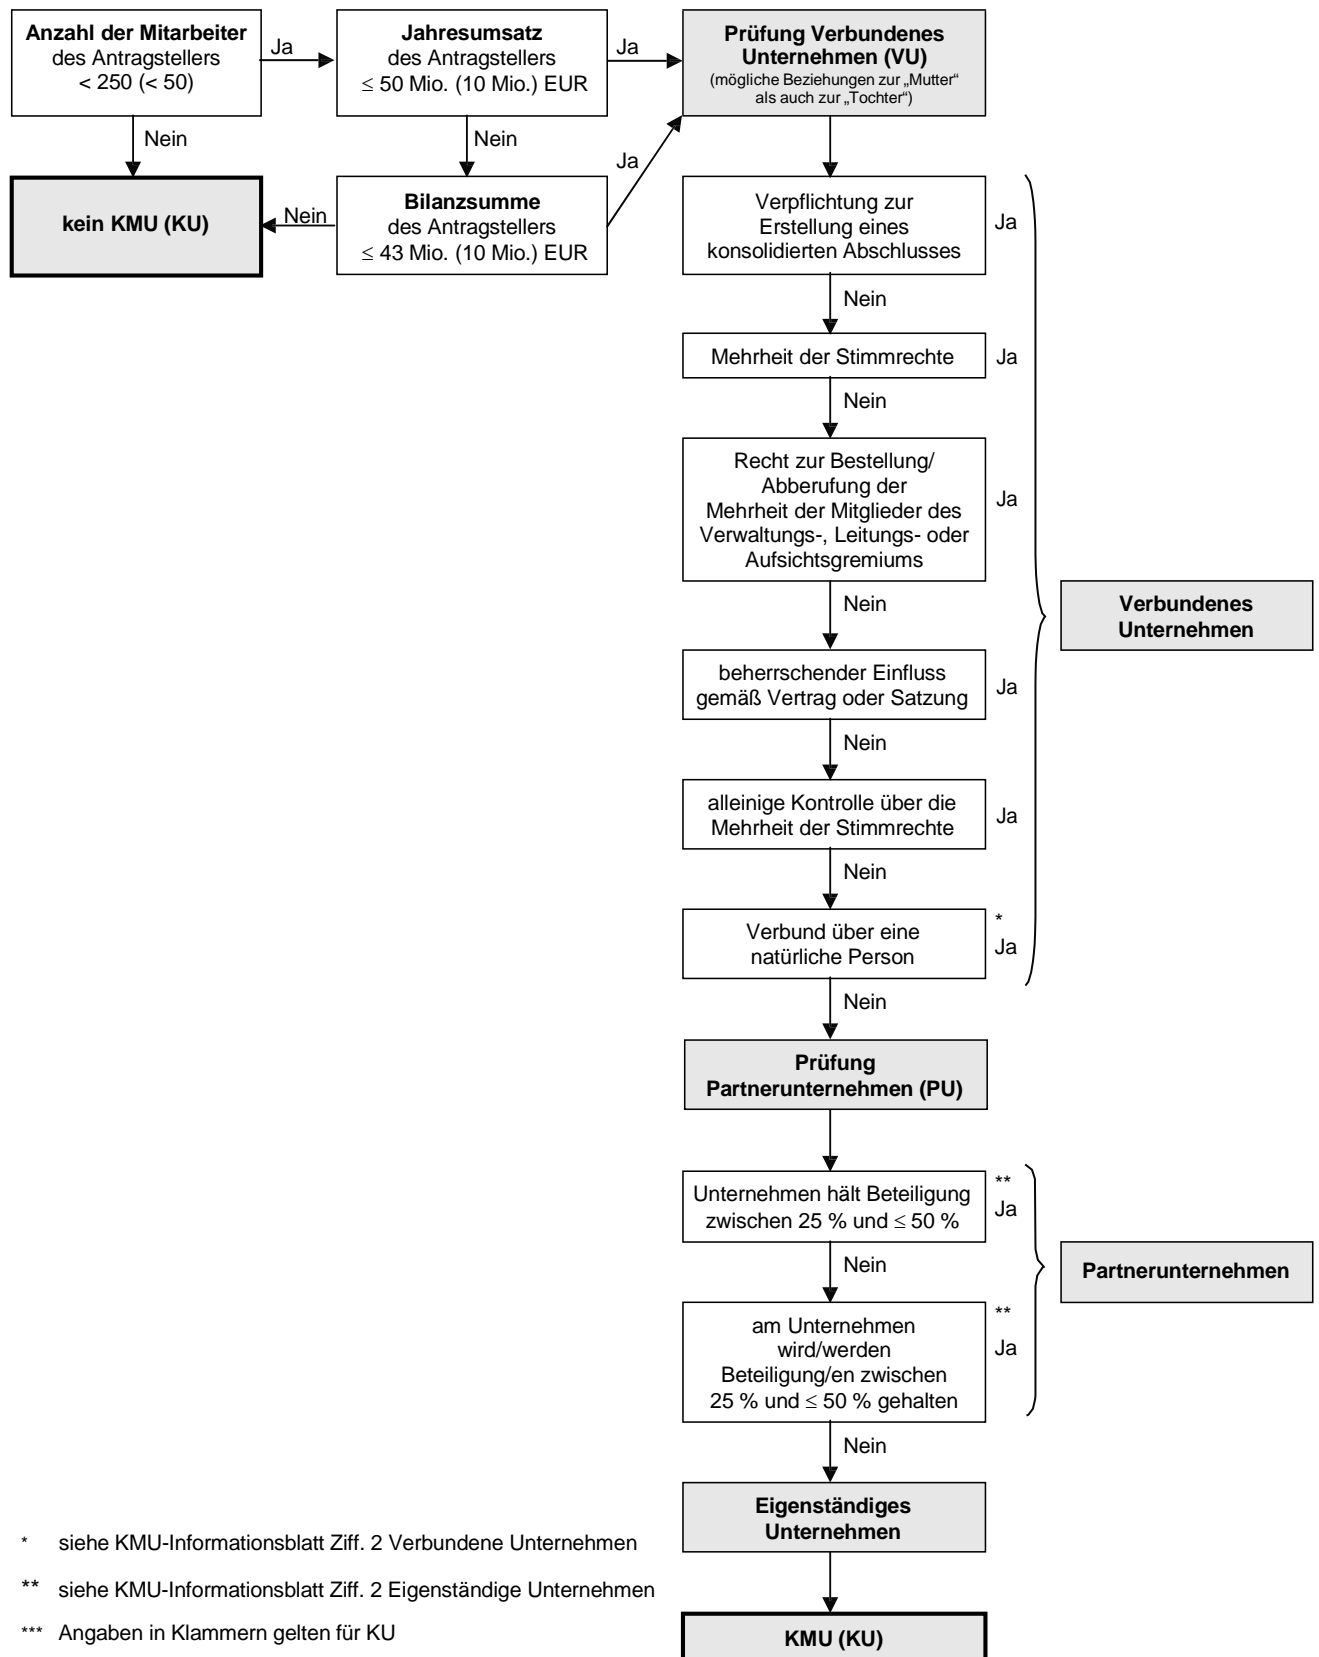 Anzahl der Mitarbeiter
des Antragstellers
< 250 (< 50)
Ja
Jahresumsatz
des Antragstellers
≤ 50 Mio. (10 Mio.) EUR
Ja
Prüfung Verbundenes
Unternehmen (VU)
(mögliche Beziehungen zur „Mutter“
als auch zur „Tochter“)
Nein
Nein
Ja
kein KMU (KU)
Nein
Bilanzsumme
des Antragstellers
≤ 43 Mio. (10 Mio.) EUR
Verpflichtung zur
Erstellung eines
konsolidierten Abschlusses
Ja
Nein
Mehrheit der Stimmrechte
Ja
Nein
Recht zur Bestellung/
Abberufung der
Mehrheit der Mitglieder des
Verwaltungs-, Leitungs- oder
Aufsichtsgremiums
Ja
Nein
Verbundenes
Unternehmen
beherrschender Einfluss
gemäß Vertrag oder Satzung
Ja
Nein
alleinige Kontrolle über die
Mehrheit der Stimmrechte
Ja
Nein
Verbund über eine
natürliche Person
*
Ja
Nein
Prüfung
Partnerunternehmen (PU)
Unternehmen hält Beteiligung
zwischen 25 % und ≤ 50 %
**
Ja
Nein
Partnerunternehmen
am Unternehmen
wird/werden
Beteiligung/en zwischen
25 % und ≤ 50 % gehalten
**
Ja
Nein
Eigenständiges
Unternehmen
* siehe KMU-Informationsblatt Ziff. 2 Verbundene Unternehmen
** siehe KMU-Informationsblatt Ziff. 2 Eigenständige Unternehmen
*** Angaben in Klammern gelten für KU
KMU (KU)